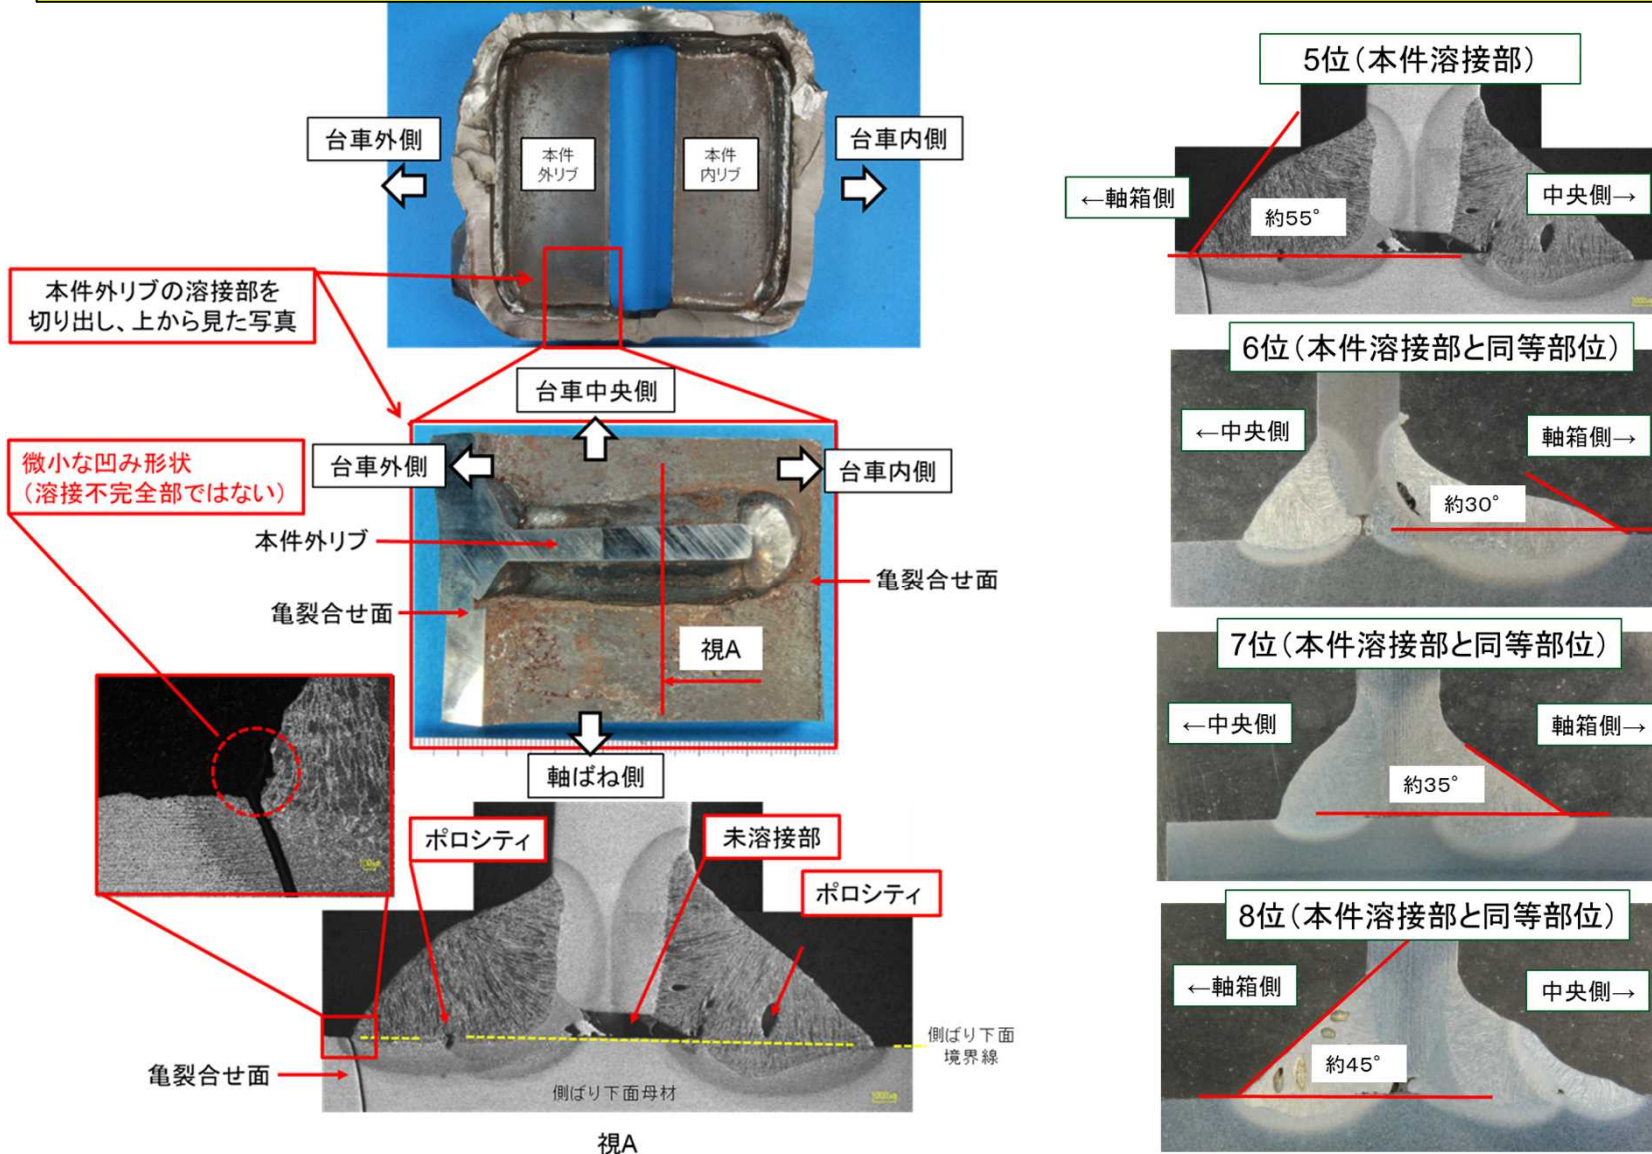 台車外側
本件
外リブ
本件
内リブ
台車内側
本件外リブの溶接部を
切り出し、上から見た写真
台車中央側
微小な凹み形状
(溶接不完全部ではない)
台車外側
台車内側
本件外リブ
亀裂合せ面
亀裂合せ面
視A
軸ばね側
ポロシティ
未溶接部
ポロシティ
側ばり下面
境界線
亀裂合せ面
側ばり下面母材
視A
5位(本件溶接部)
←軸箱側
中央側→
約55°
6位(本件溶接部と同等部位)
←中央側
軸箱側→
約30°
7位(本件溶接部と同等部位)
←中央側
軸箱側→
約35°
8位(本件溶接部と同等部位)
←軸箱側
中央側→
約45°